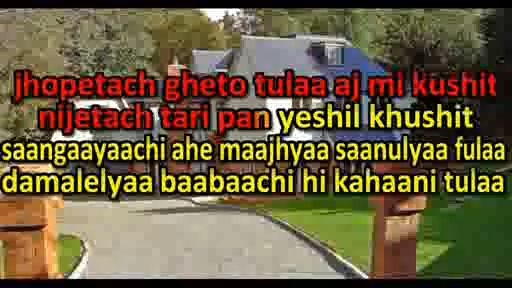 jhopetach gheto tulaa aj mi kushit
nijetach tari pan yeshil khushit
saangaayaachi ahe maajhyaa saanulyaa fulaa
damalelyaa baabaachi hi kahaani tulaa